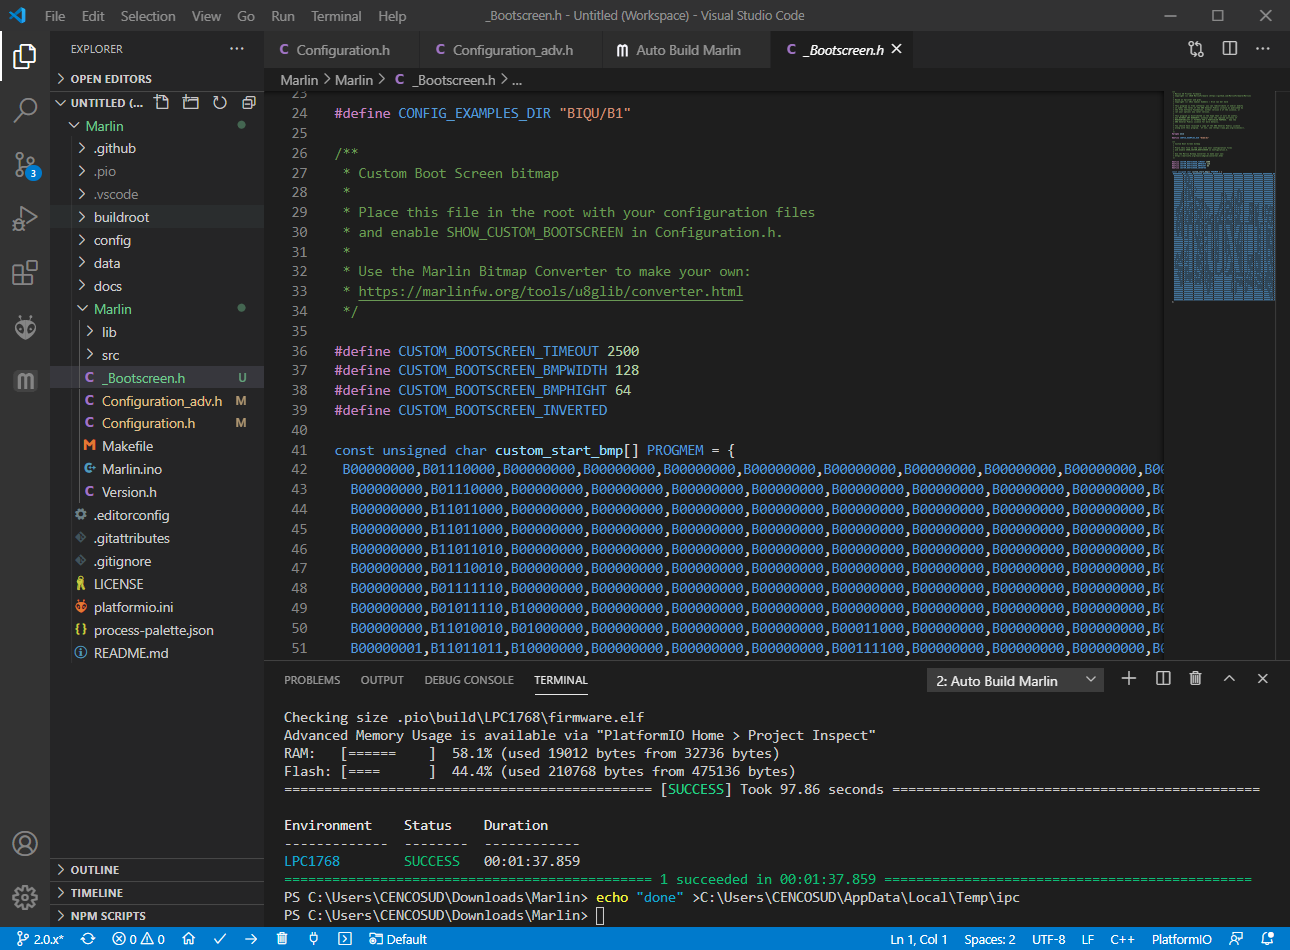 File Edit Selection View Go Run Terminal Help _Bootscreen.h - Untitled (Workspace) - Visual Studio Code
EXPLORER
OPEN EDITORS
UNTITLED (...
Marlin
.github
.pio
.vscode
buildroot
config
data
docs
Marlin
lib
src
C _Bootscreen.h U
C Configuration_adv.h M
C Configuration.h M
M Makefile
Marlin.ino
C Version.h
.editorconfig
.gitattributes
.gitignore
LICENSE
platformio.ini
{} process-palette.json
README.md
OUTLINE
TIMELINE
NPM SCRIPTS
3
m
C Configuration.h C Configuration_adv.h m Auto Build Marlin C _Bootscreen.h
Marlin > Marlin > C _Bootscreen.h > ...
23
24 #define CONFIG_EXAMPLES_DIR "BIQU/B1"
25
26 /**
27 * Custom Boot Screen bitmap
28 *
29 * Place this file in the root with your configuration files
30 * and enable SHOW_CUSTOM_BOOTSCREEN in Configuration.h.
31 *
32 * Use the Marlin Bitmap Converter to make your own:
33 * https://marlinfw.org/tools/u8glib/converter.html
34 */
35
36 #define CUSTOM_BOOTSCREEN_TIMEOUT 2500
37 #define CUSTOM_BOOTSCREEN_BMPWIDTH 128
38 #define CUSTOM_BOOTSCREEN_BMPHIGHT 64
39 #define CUSTOM_BOOTSCREEN_INVERTED
40
41 const unsigned char custom_start_bmp[] PROGMEM = {
42 B00000000,B01110000,B00000000,B00000000,B00000000,B00000000,B00000000,B00000000,B00000000,B00000000,B0
43 B00000000,B01110000,B00000000,B00000000,B00000000,B00000000,B00000000,B00000000,B00000000,B00000000,B
44 B00000000,B11011000,B00000000,B00000000,B00000000,B00000000,B00000000,B00000000,B00000000,B00000000,B
45 B00000000,B11011000,B00000000,B00000000,B00000000,B00000000,B00000000,B00000000,B00000000,B00000000,B
46 B00000000,B11011010,B00000000,B00000000,B00000000,B00000000,B00000000,B00000000,B00000000,B00000000,B
47 B00000000,B01110010,B00000000,B00000000,B00000000,B00000000,B00000000,B00000000,B00000000,B00000000,B
48 B00000000,B01111110,B00000000,B00000000,B00000000,B00000000,B00000000,B00000000,B00000000,B00000000,B
49 B00000000,B01011110,B10000000,B00000000,B00000000,B00000000,B00000000,B00000000,B00000000,B00000000,B
50 B00000000,B11010010,B01000000,B00000000,B00000000,B00000000,B00011000,B00000000,B00000000,B00000000,B
51 B00000001,B11011011,B10000000,B00000000,B00000000,B00000000,B00111100,B00000000,B00000000,B00000000,B
PROBLEMS OUTPUT DEBUG CONSOLE TERMINAL 2: Auto Build Marlin
Checking size .pio\build\LPC1768\firmware.elf
Advanced Memory Usage is available via "PlatformIO Home > Project Inspect"
RAM: [====== ] 58.1% (used 19012 bytes from 32736 bytes)
Flash: [==== ] 44.4% (used 210768 bytes from 475136 bytes)
============================================== [SUCCESS] Took 97.86 seconds ==============================================
Environment Status Duration
------------- -------- ------------
LPC1768 SUCCESS 00:01:37.859
============================================== 1 succeeded in 00:01:37.859 ==============================================
PS C:\Users\CENCOSUD\Downloads\Marlin> echo "done" >C:\Users\CENCOSUD\AppData\Local\Temp\ipc
PS C:\Users\CENCOSUD\Downloads\Marlin>
2.0.x* 0 0 Default Ln 1, Col 1 Spaces: 2 UTF-8 LF C++ PlatformIO